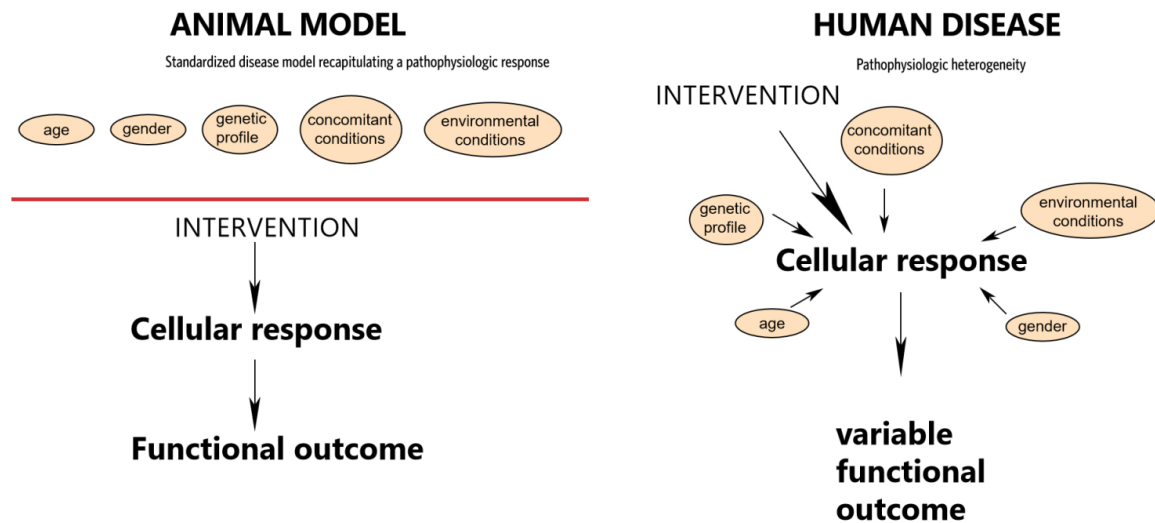 ANIMAL MODEL
Standardized disease model recapitulating a pathophysiologic response
age
gender
genetic
profile
concomitant
conditions
environmental
conditions
INTERVENTION
Cellular response
Functional outcome
HUMAN DISEASE
Pathophysiologic heterogeneity
INTERVENTION
concomitant
conditions
genetic
profile
environmental
conditions
Cellular response
age
gender
variable
functional
outcome